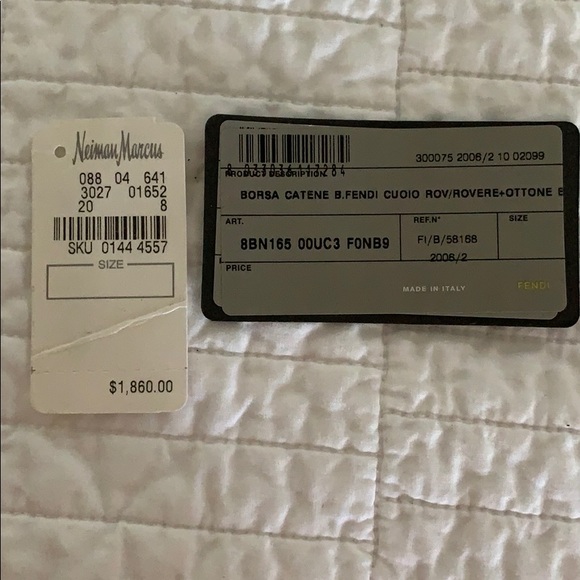 Neiman Marcus
088 04 641
3027 01652
20 8
SKU 0144 4557
SIZE
$1,860.00
300075 2006/2 10 02099
PRODUCT DESCRIPTION
BORSA CATENE B.FENDI CUOIO ROV/ROVERE+OTTONE
ART. REF.N° SIZE
8BN165 00UC3 F0NB9 FI/B/58168
2006/2
PRICE
MADE IN ITALY FENDI